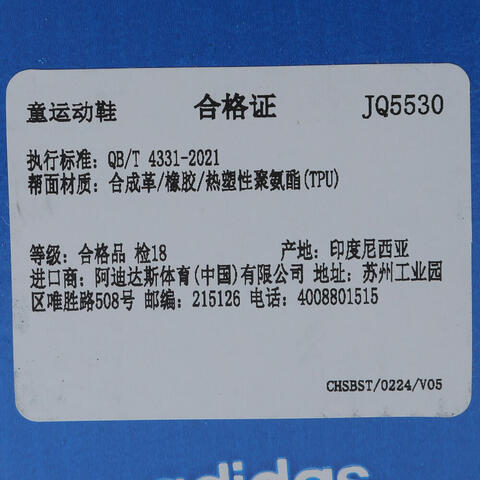 童运动鞋 合格证 JQ5530
执行标准: QB/T 4331-2021
帮面材质: 合成革/橡胶/热塑性聚氨酯(TPU)
等级: 合格品 检18 产地: 印度尼西亚
进口商: 阿迪达斯体育(中国)有限公司 地址: 苏州工业园
区唯胜路508号 邮编: 215126 电话: 4008801515
CHSBST/0224/V05
adidas